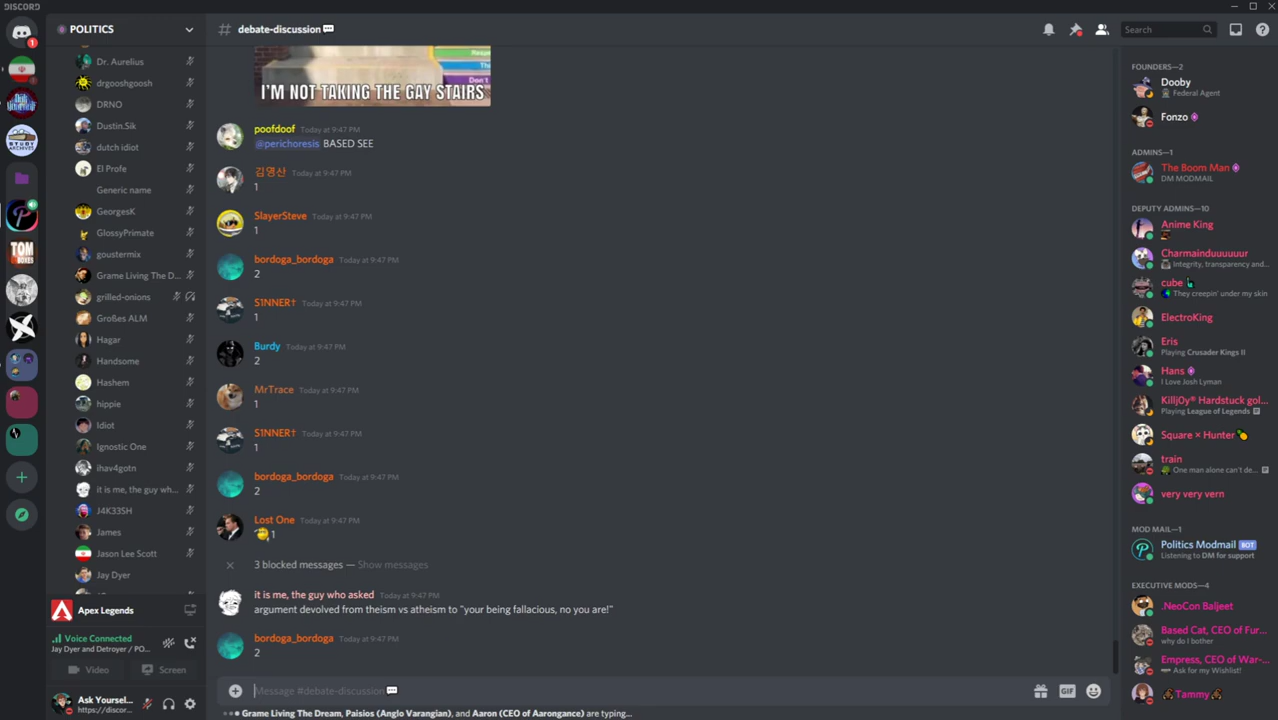 DISCORD
POLITICS
Dr. Aurelius
drgooshgoosh
DRNO
Dustin.Sik
dutch idiot
El Profe
Generic name
GeorgesK
GlossyPrimate
goustermix
Grame Living The D...
grilled-onions
Großes ALM
Hagar
Handsome
Hashem
hippie
Idiot
Ignostic One
ihav4gotn
it is me, the guy wh...
J4K33SH
James
Jason Lee Scott
Jay Dyer
Apex Legends
Voice Connected
Jay Dyer and Detroyer / PO...
Video
Screen
Ask Yoursel...
https://discor...
TOM
BOXES
1
# debate-discussion
I'M NOT TAKING THE GAY STAIRS
poofdoof Today at 9:47 PM
@perichoresis BASED SEE
김영산 Today at 9:47 PM
1
SlayerSteve Today at 9:47 PM
1
bordoga_bordoga Today at 9:47 PM
2
S1NNER† Today at 9:47 PM
1
Burdy Today at 9:47 PM
2
MrTrace Today at 9:47 PM
1
S1NNER† Today at 9:47 PM
1
bordoga_bordoga Today at 9:47 PM
2
Lost One Today at 9:47 PM
1
3 blocked messages — Show messages
it is me, the guy who asked Today at 9:47 PM
argument devolved from theism vs atheism to "your being fallacious, no you are!"
bordoga_bordoga Today at 9:47 PM
2
Message #debate-discussion
GIF
Grame Living The Dream, Paisios (Anglo Varangian), and Aaron (CEO of Aarongance) are typing...
Search
FOUNDERS—2
Dooby
Federal Agent
Fonzo
ADMINS—1
The Boom Man
DM MODMAIL
DEPUTY ADMINS—10
Anime King
Charmainduuuuuur
Integrity, transparency and...
cube
They creepin' under my skin
ElectroKing
Eris
Playing Crusader Kings II
Hans
I Love Josh Lyman
Killj0y® Hardstuck gol...
Playing League of Legends
Square × Hunter
train
One man alone can't de...
very very vern
MOD MAIL—1
Politics Modmail BOT
Listening to DM for support
EXECUTIVE MODS—4
.NeoCon Baljeet
Based Cat, CEO of Fur...
why do I bother
Empress, CEO of War-...
Ask for my Wishlist!
Tammy